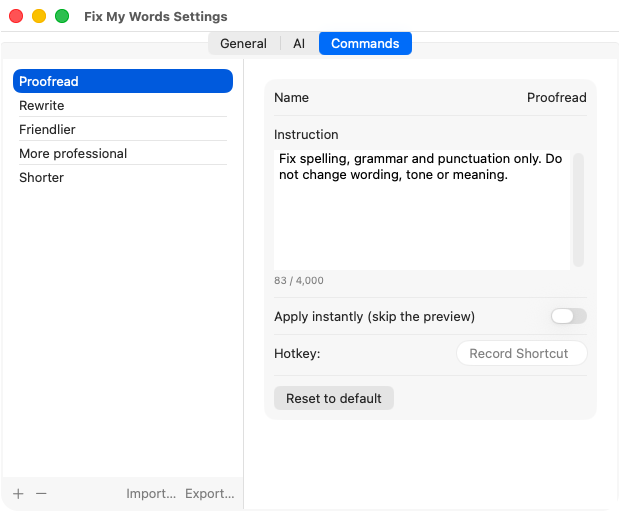 Fix My Words Settings
General
AI
Commands
Proofread
Rewrite
Friendlier
More professional
Shorter
Name
Proofread
Instruction
Fix spelling, grammar and punctuation only. Do
not change wording, tone or meaning.
83 / 4,000
Apply instantly (skip the preview)
Hotkey:
Record Shortcut
Reset to default
Import...
Export...